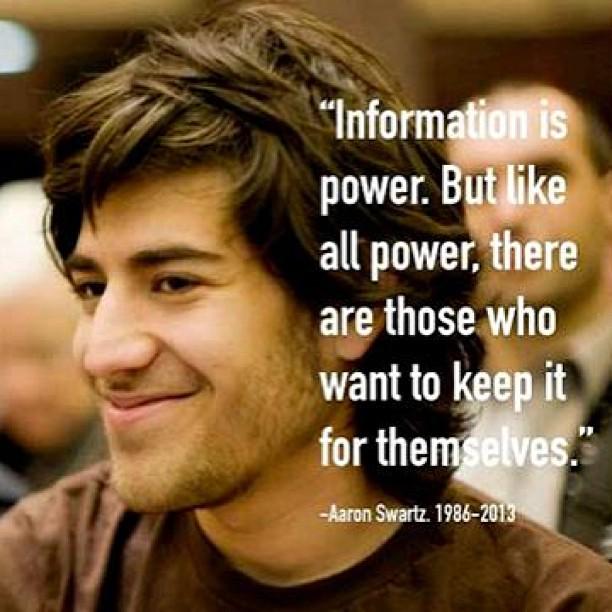 “Information is
power. But like
all power, there
are those who
want to keep it
for themselves.”
–Aaron Swartz. 1986–2013